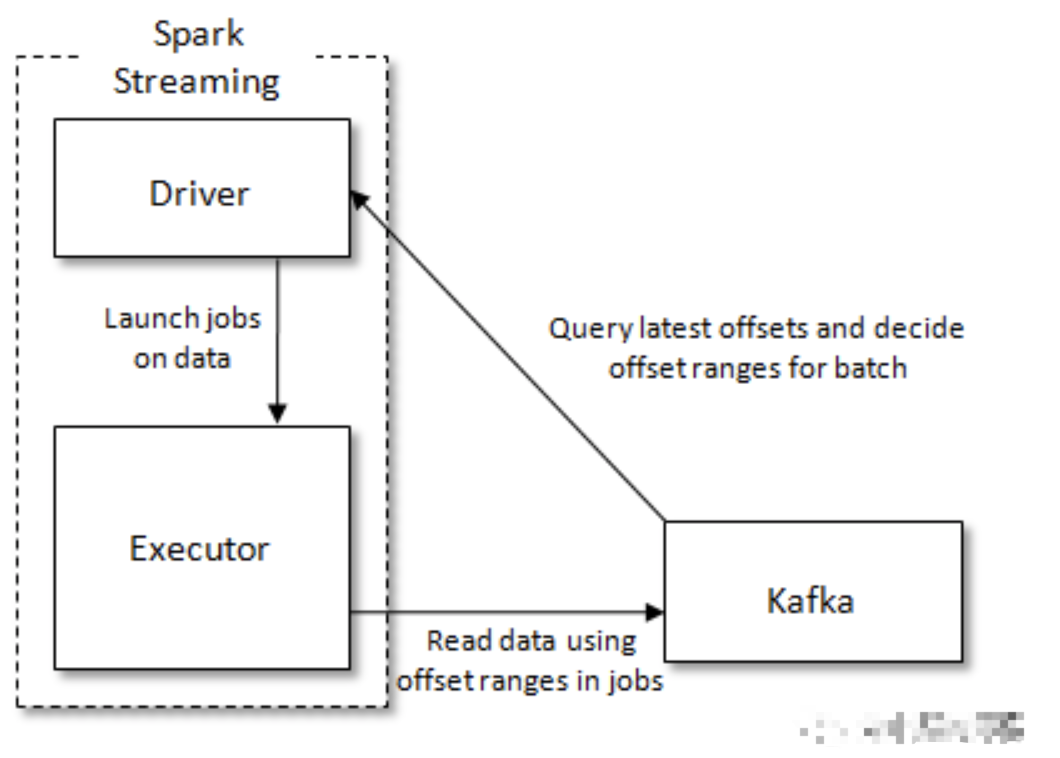 Spark
Streaming
Driver
Launch jobs
on data
Query latest offsets and decide
offset ranges for batch
Executor
Kafka
Read data using
offset ranges in jobs